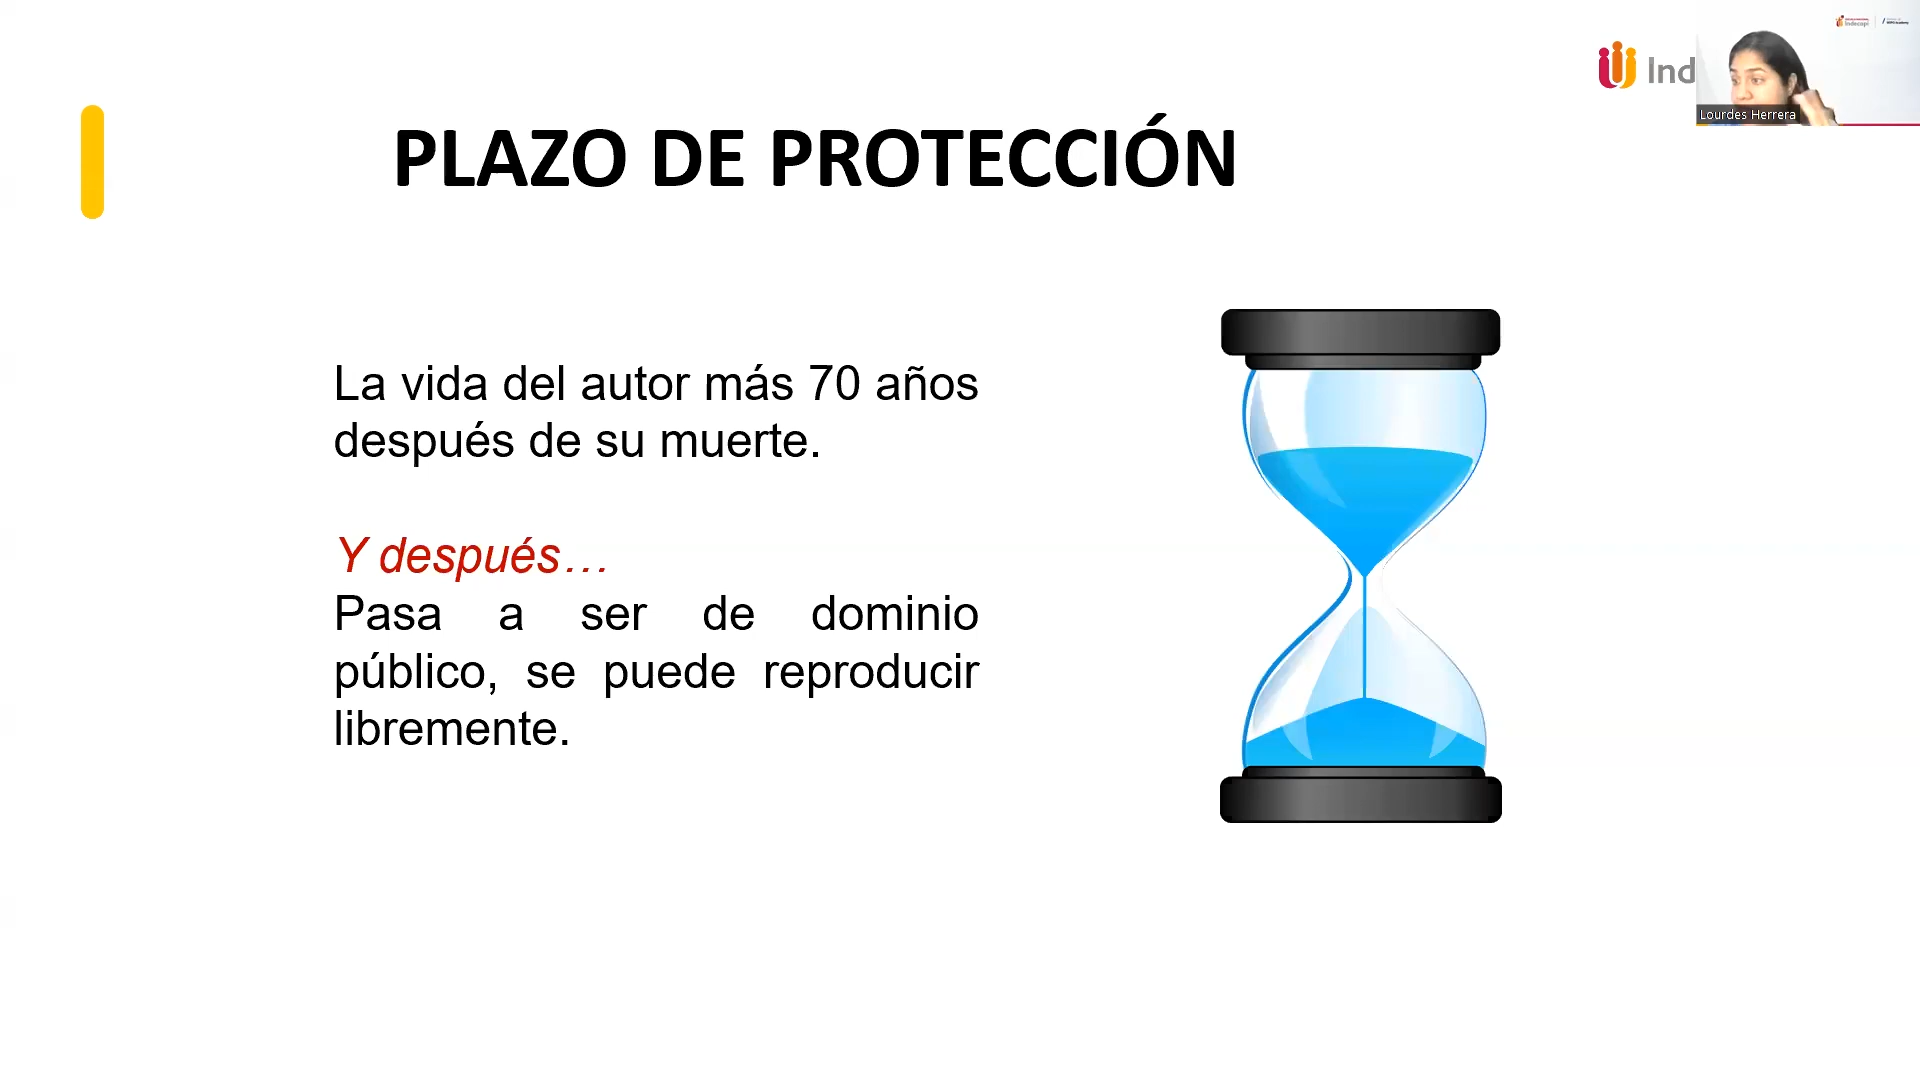 Ind
Lourdes Herrera
PLAZO DE PROTECCIÓN
La vida del autor más 70 años
después de su muerte.
Y después…
Pasa a ser de dominio
público, se puede reproducir
libremente.